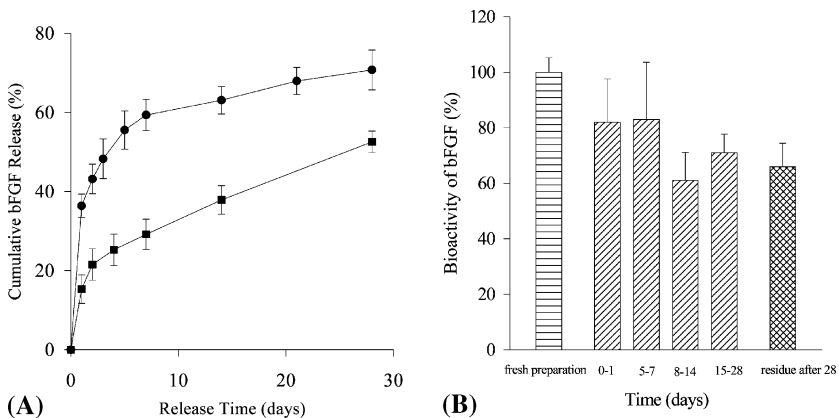 Cumulative bFGF Release (%)
80
60
40
20
0
0
10
20
30
Release Time (days)
(A)
Bioactivity of bFGF (%)
120
100
80
60
40
20
0
fresh preparation
0-1
5-7
8-14
15-28
residue after 28
Time (days)
(B)